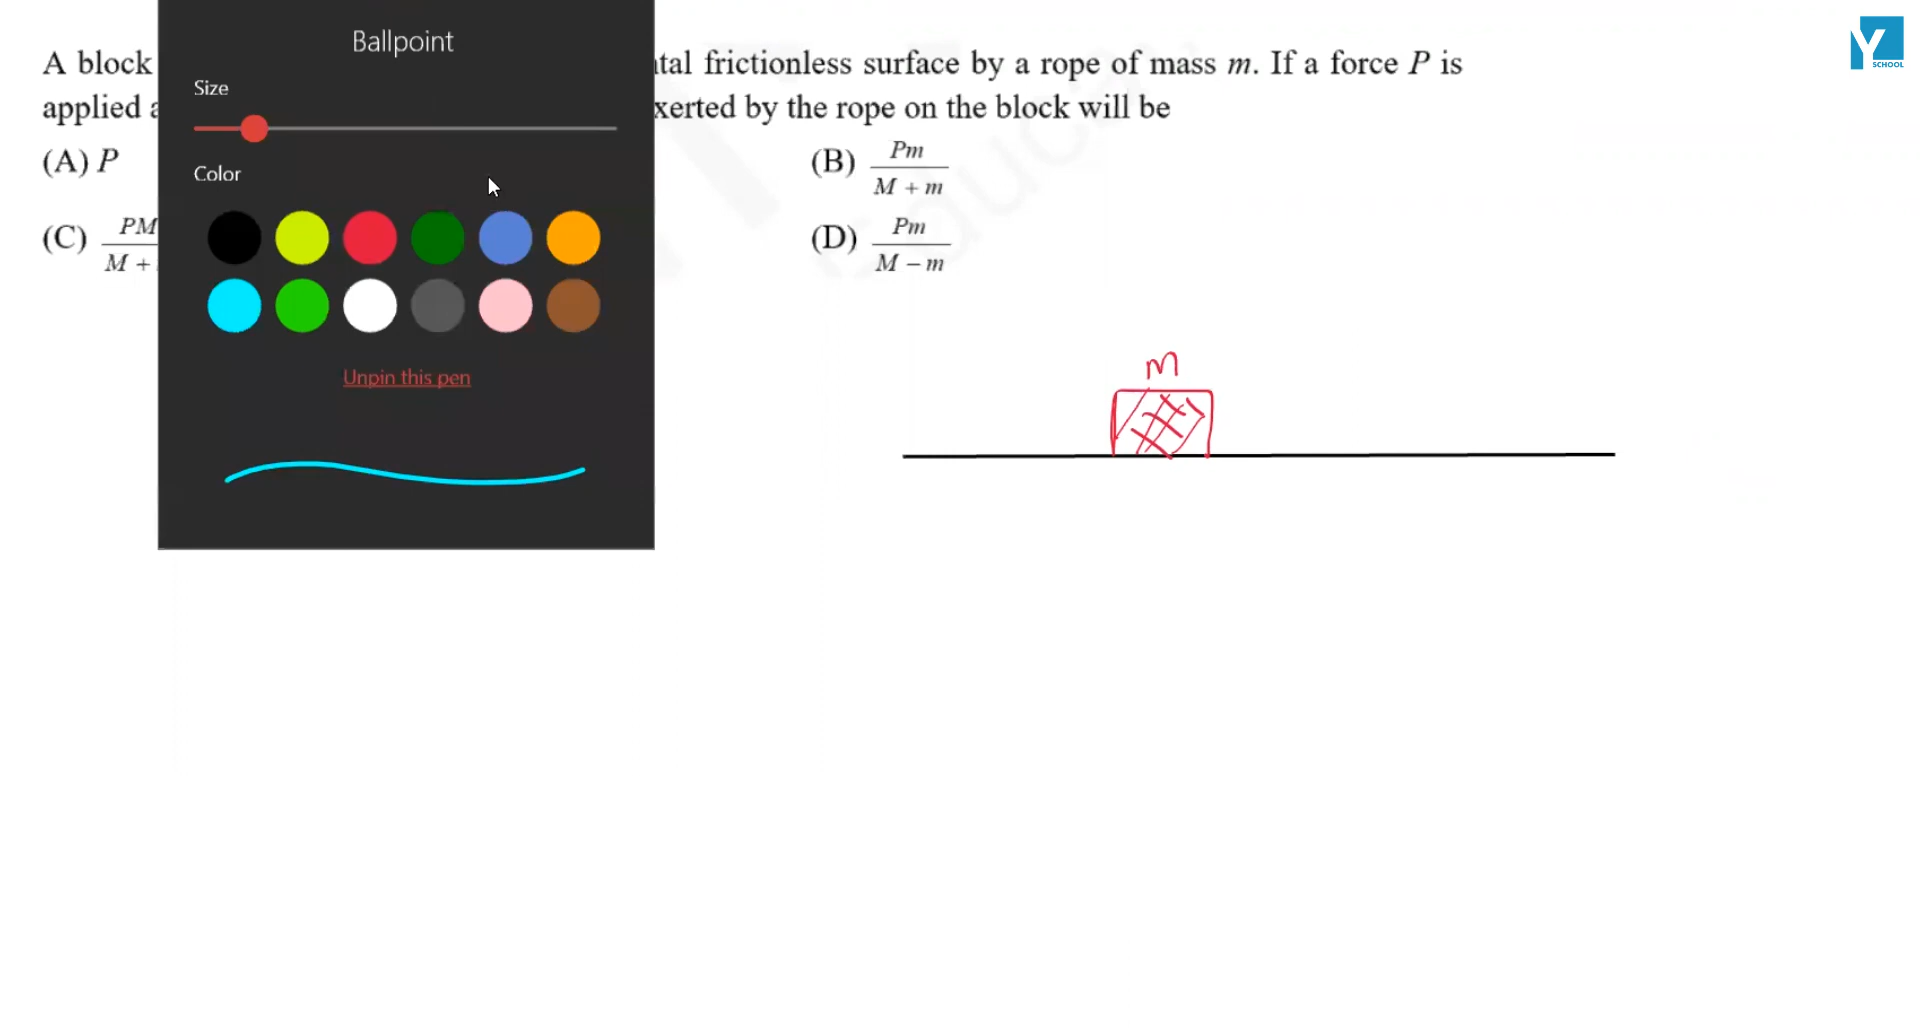 Ballpoint
A block tal frictionless surface by a rope of mass m. If a force P is
Size
applied a xerted by the rope on the block will be
(A) P
(B) Pm
M + m
Color
(C) PM
M +
(D) Pm
M − m
Unpin this pen
m
Y
SCHOOL